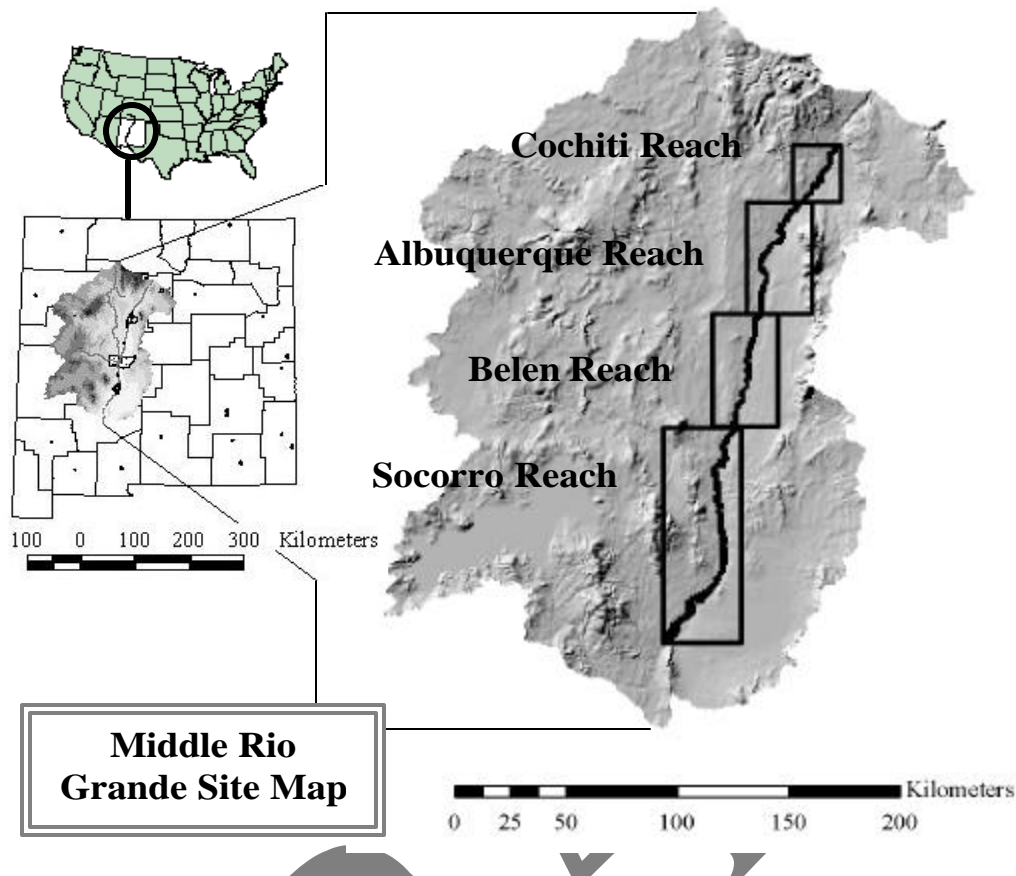 Cochiti Reach
Albuquerque Reach
Belen Reach
Socorro Reach
100 0 100 200 300 Kilometers
Middle Rio
Grande Site Map
Kilometers
0 25 50 100 150 200